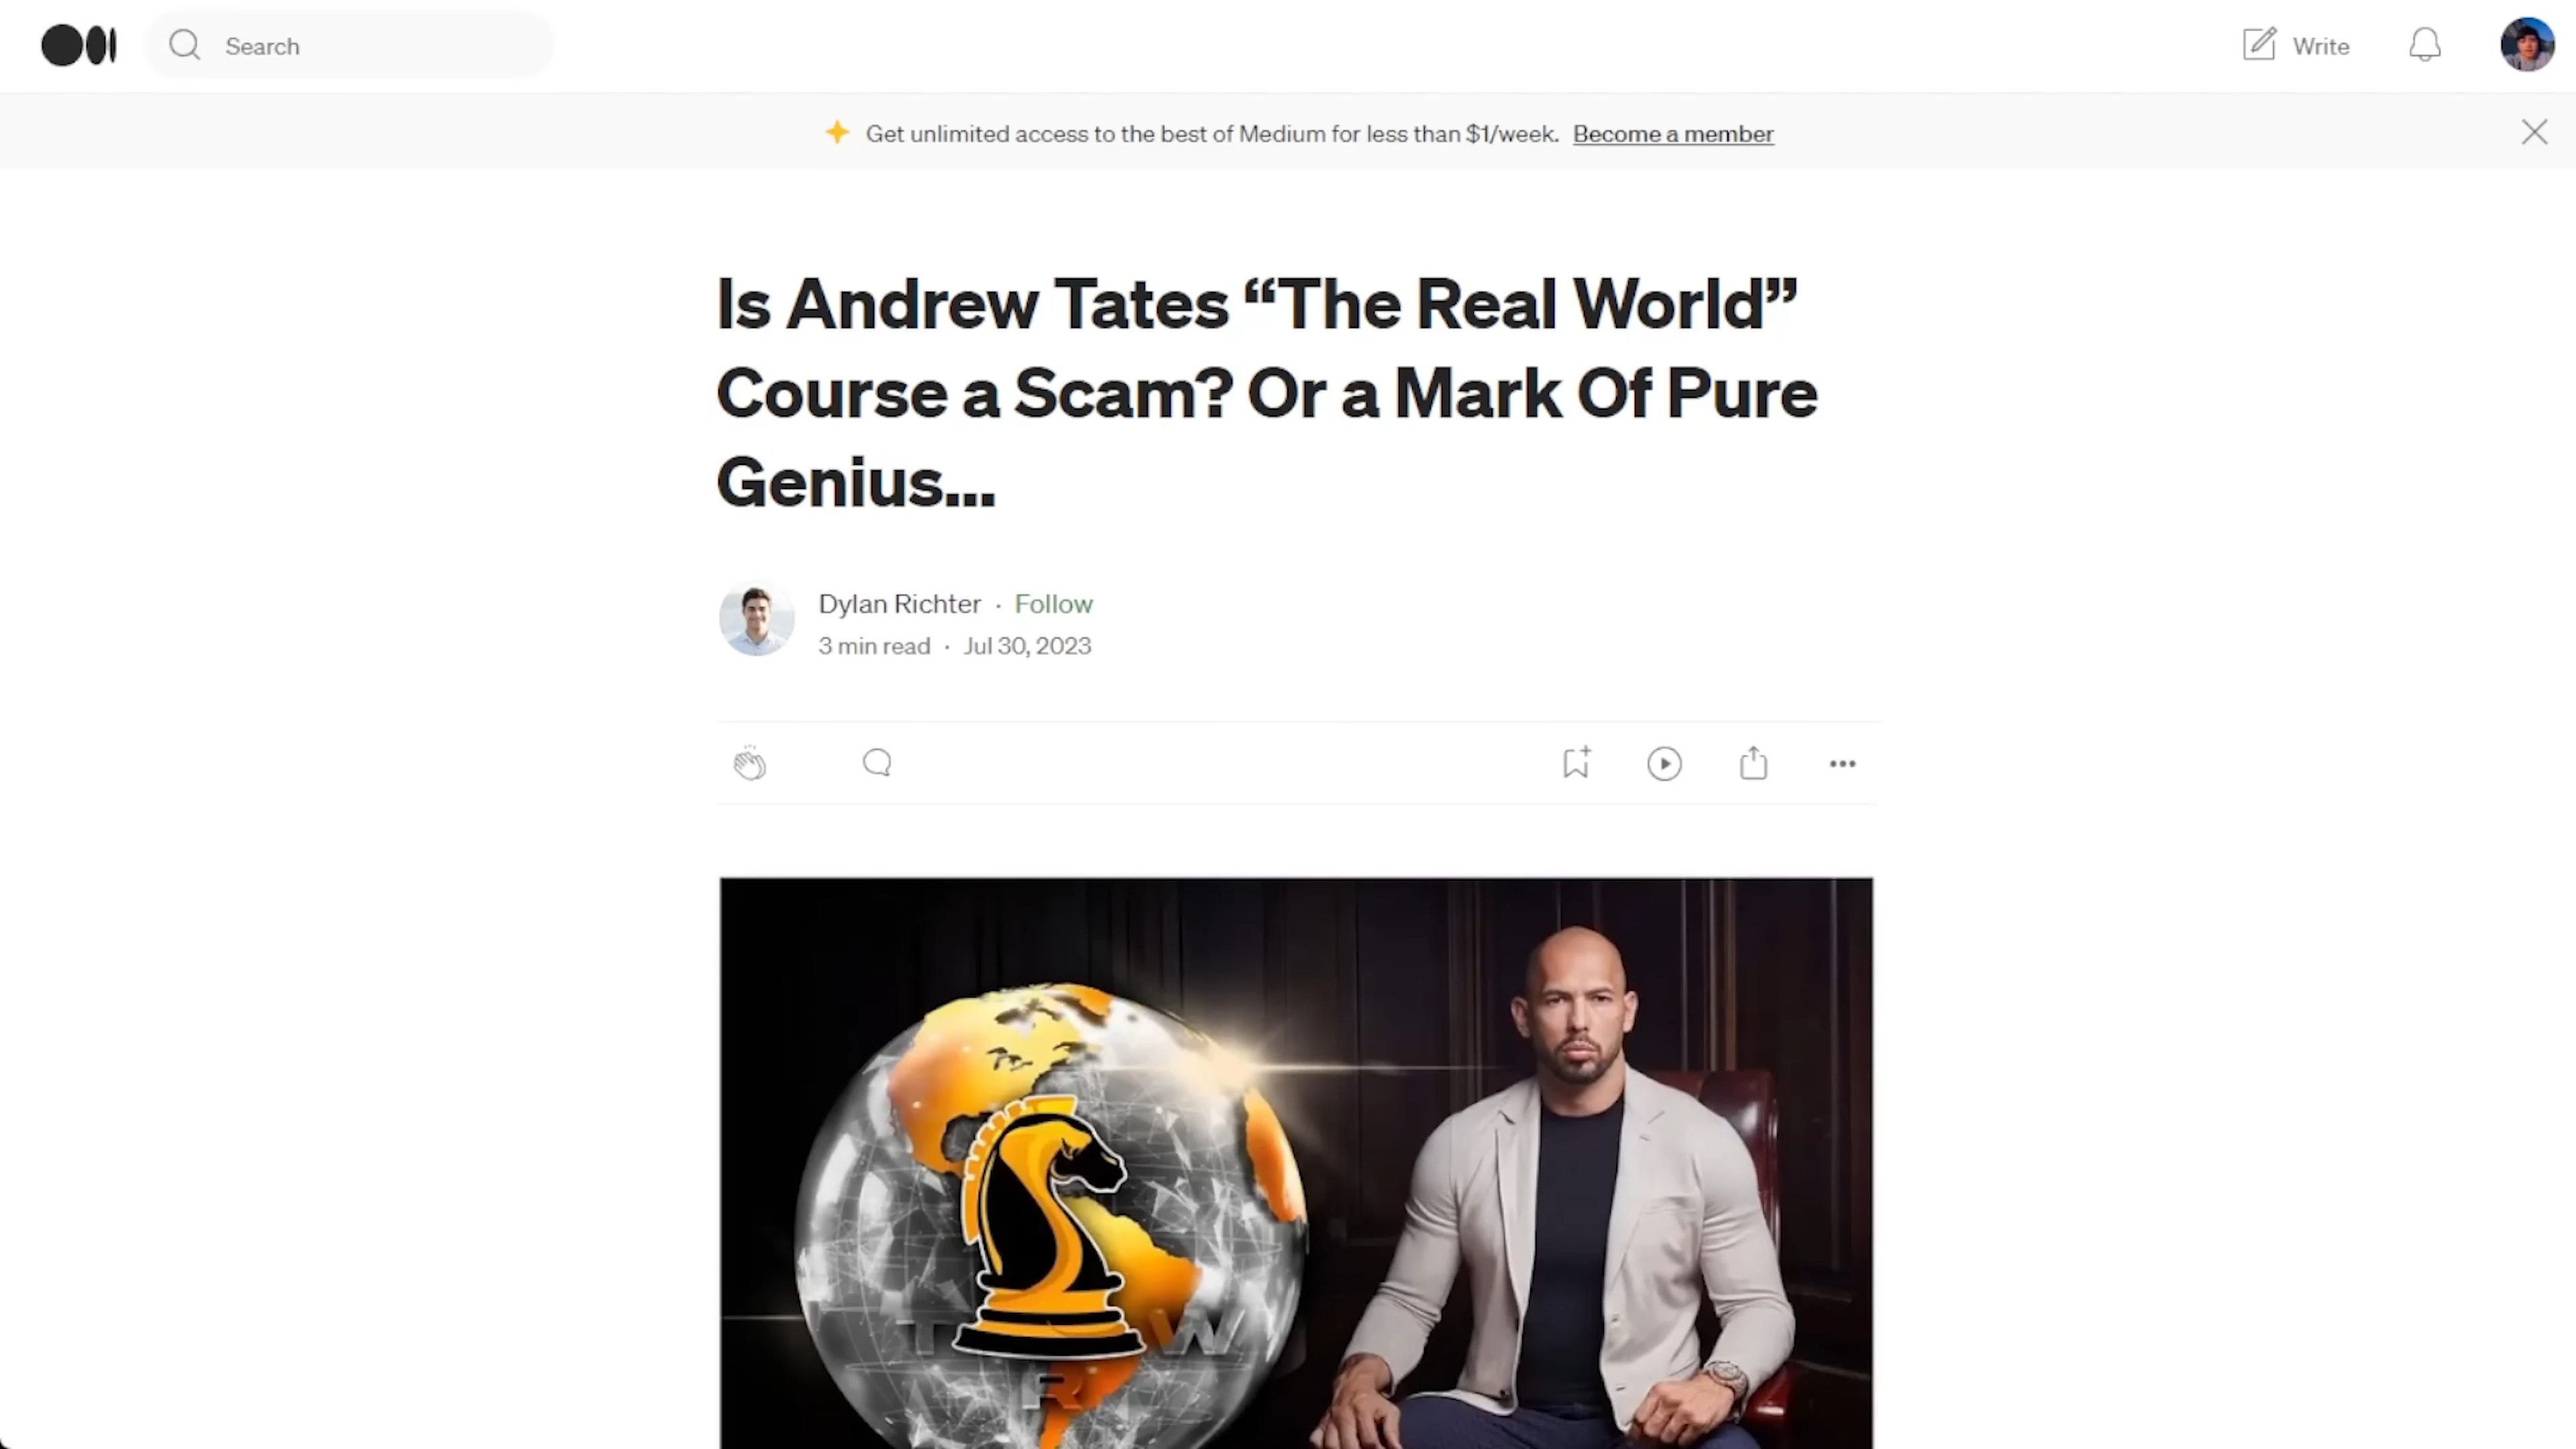 Search
Write
Get unlimited access to the best of Medium for less than $1/week. Become a member
Is Andrew Tates “The Real World”
Course a Scam? Or a Mark Of Pure
Genius...
Dylan Richter · Follow
3 min read · Jul 30, 2023
T W
R